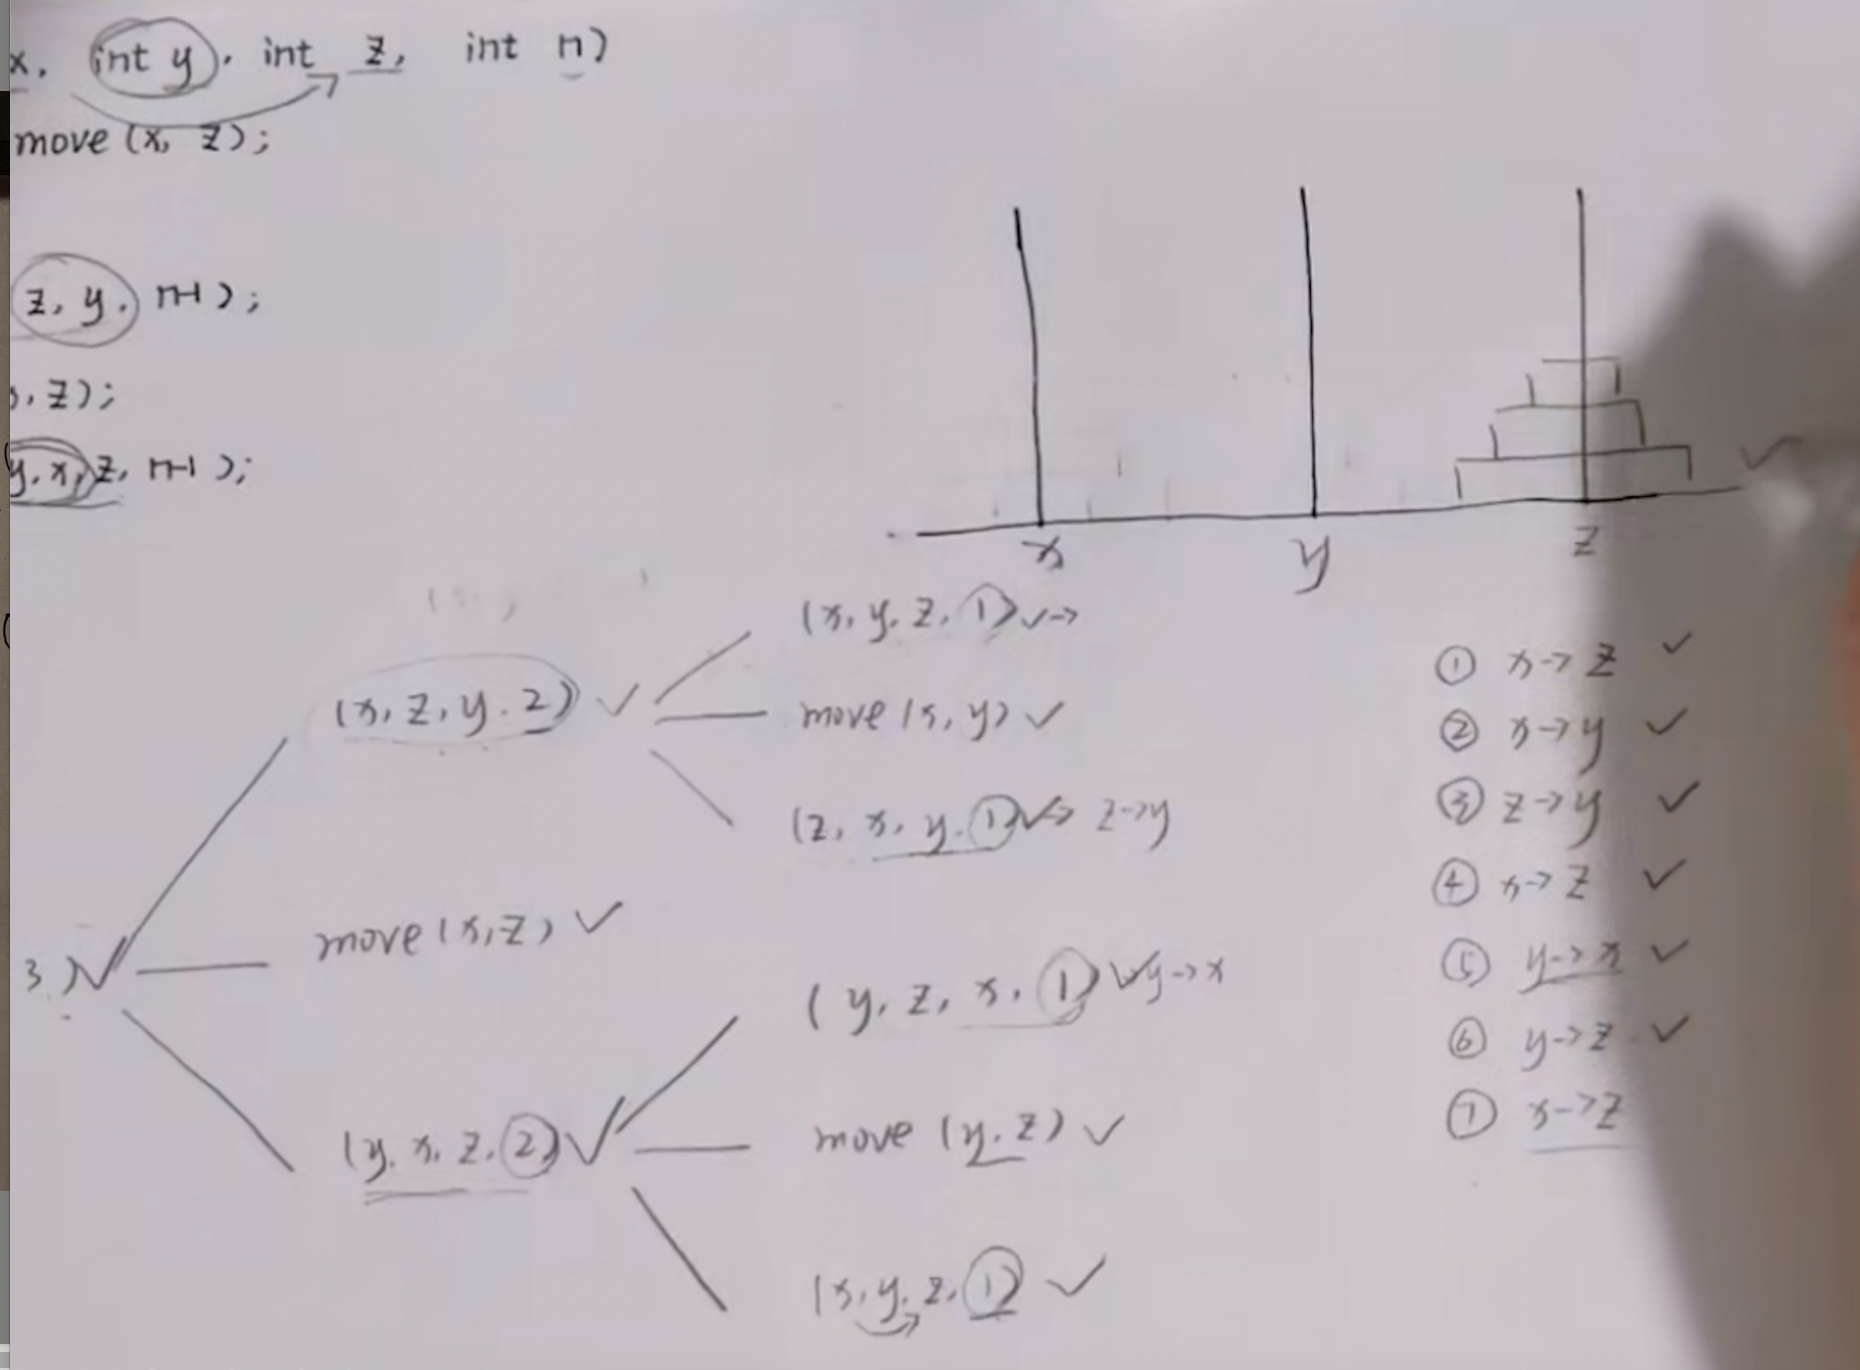 x, int y, int z, int n)
move (x, z);
z, y, n-1);
, z);
y, x, z, n-1);
x
y
z
(x, y, z, 1) ✓→
(x, z, y, 2) ✓
move (x, y) ✓
(z, x, y, 1) ✓→ z→y
move (x, z) ✓
3) ✓
(y, z, x, 1) ✓ y→x
(y, x, z, 2) ✓
move (y, z) ✓
(x, y, z, 1) ✓
① x→z ✓
② x→y ✓
③ z→y ✓
④ x→z ✓
⑤ y→x ✓
⑥ y→z ✓
⑦ x→z